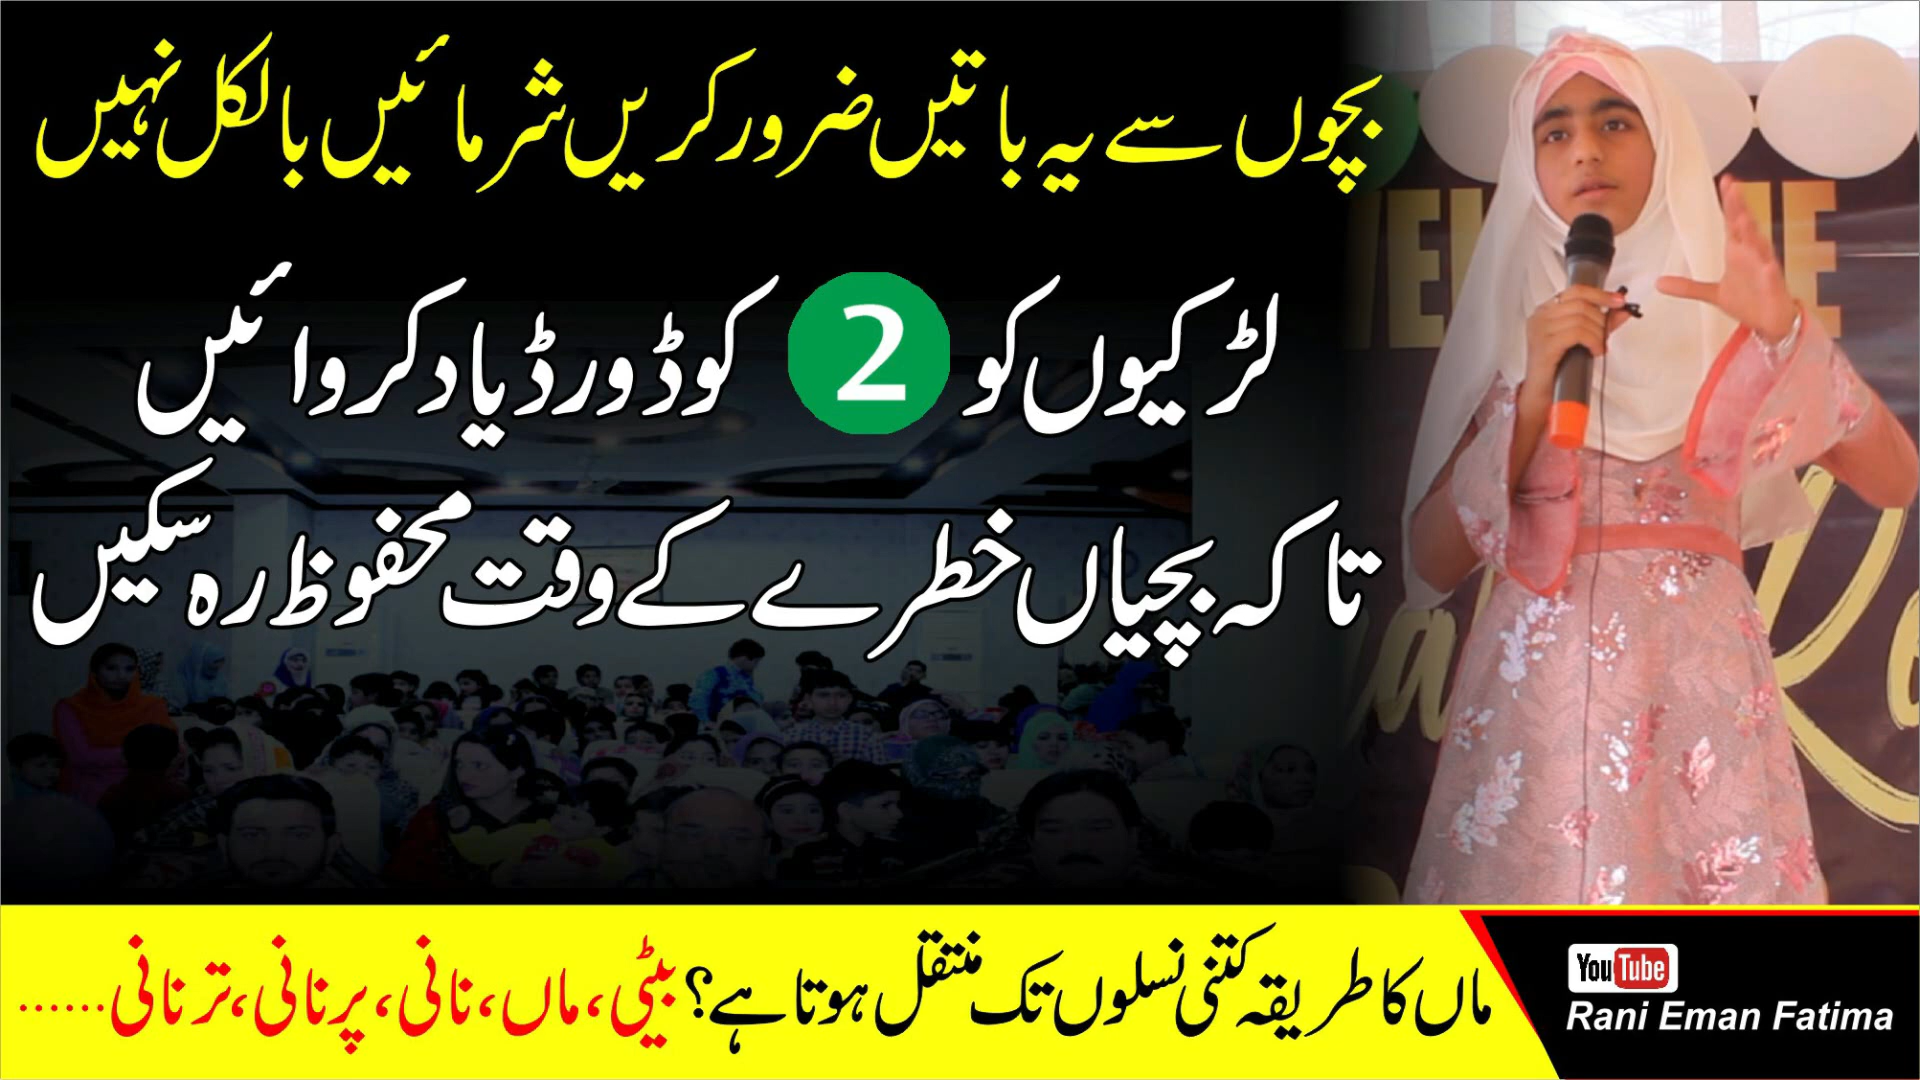 بچوں سے یہ باتیں ضرور کریں شرمائیں بالکل نہیں
لڑکیوں کو 2 کوڈورڈ یاد کروائیں
تاکہ بچیاں خطرے کے وقت محفوظ رہ سکیں
ماں کا طریقہ کتنی نسلوں تک منتقل ہوتا ہے؟ بیٹی، ماں، نانی، پرنانی، ترنانی......
YouTube
Rani Eman Fatima